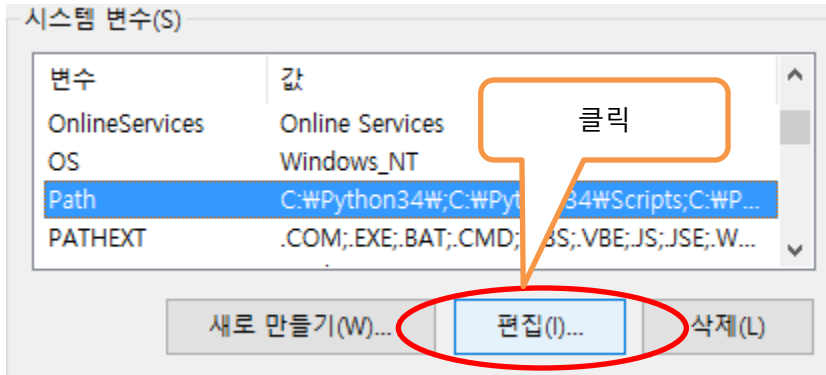 시스템 변수(S)
변수 값
클릭
OnlineServices Online Services
OS Windows_NT
Path C:₩Python34₩;C:₩Pyt 34₩Scripts;C:₩P...
PATHEXT .COM;.EXE;.BAT;.CMD; BS;.VBE;.JS;.JSE;.W...
새로 만들기(W)... 편집(I)... 삭제(L)